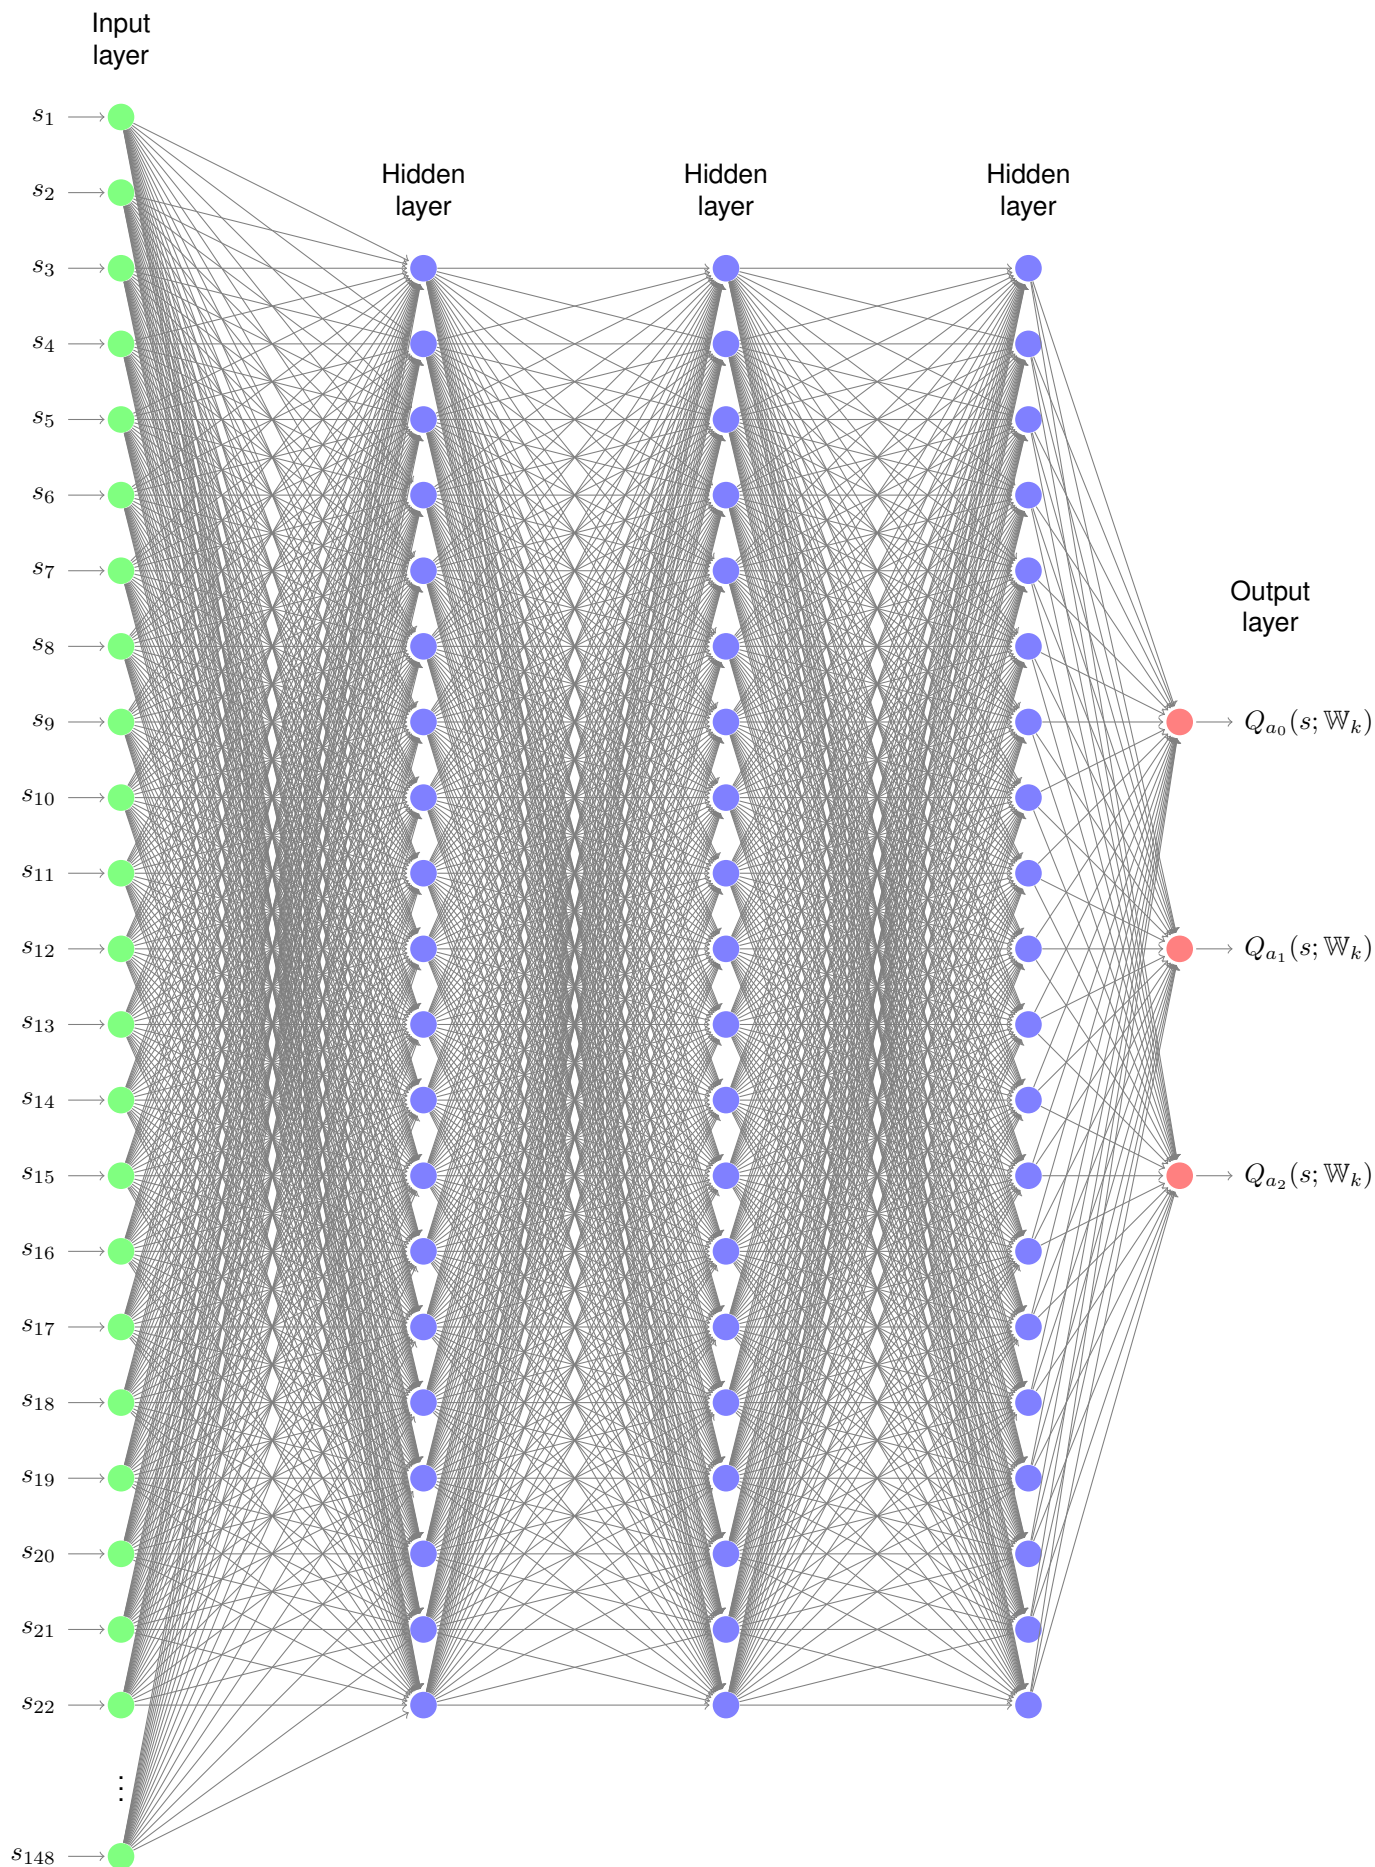 Input
layer
s1
s2
Hidden
layer
Hidden
layer
Hidden
layer
s3
s4
s5
s6
s7
Output
layer
s8
s9
Qa0(s; 𝕎k)
s10
s11
s12
Qa1(s; 𝕎k)
s13
s14
s15
Qa2(s; 𝕎k)
s16
s17
s18
s19
s20
s21
s22
⋮
s148